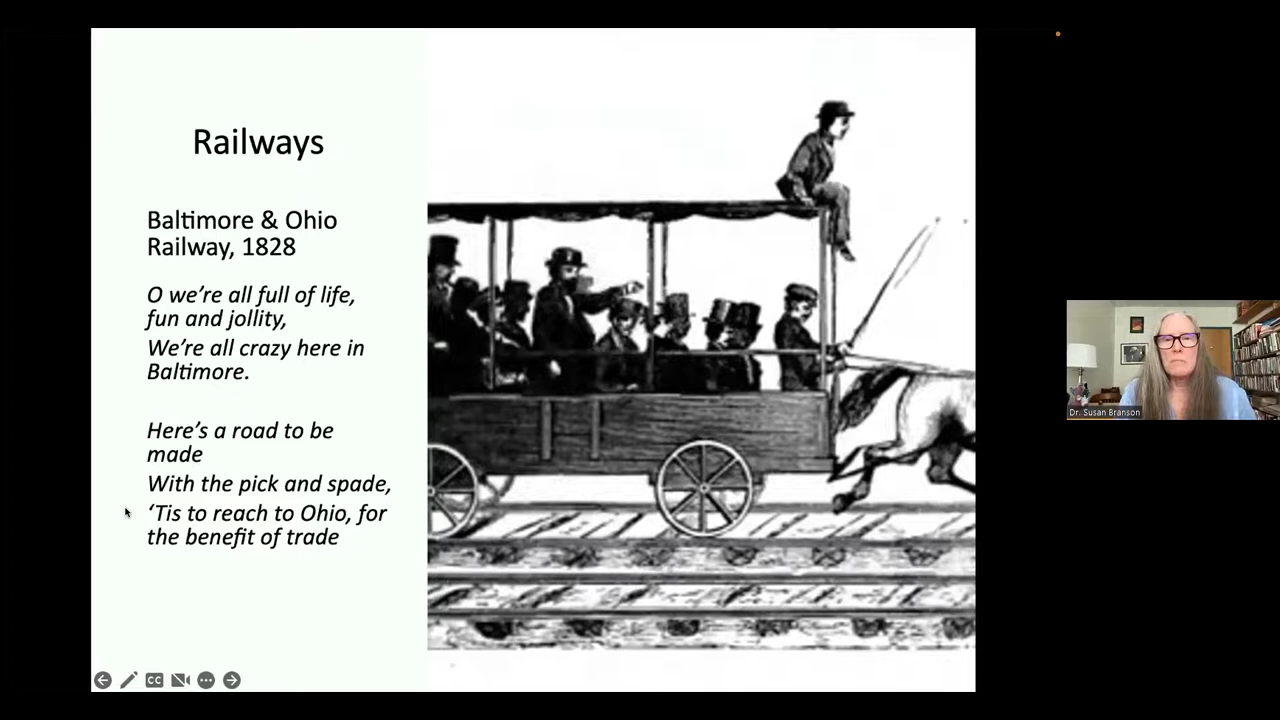 Railways
Baltimore & Ohio
Railway, 1828
O we’re all full of life,
fun and jollity,
We’re all crazy here in
Baltimore.
Here’s a road to be
made
With the pick and spade,
‘Tis to reach to Ohio, for
the benefit of trade
Dr. Susan Branson
CC